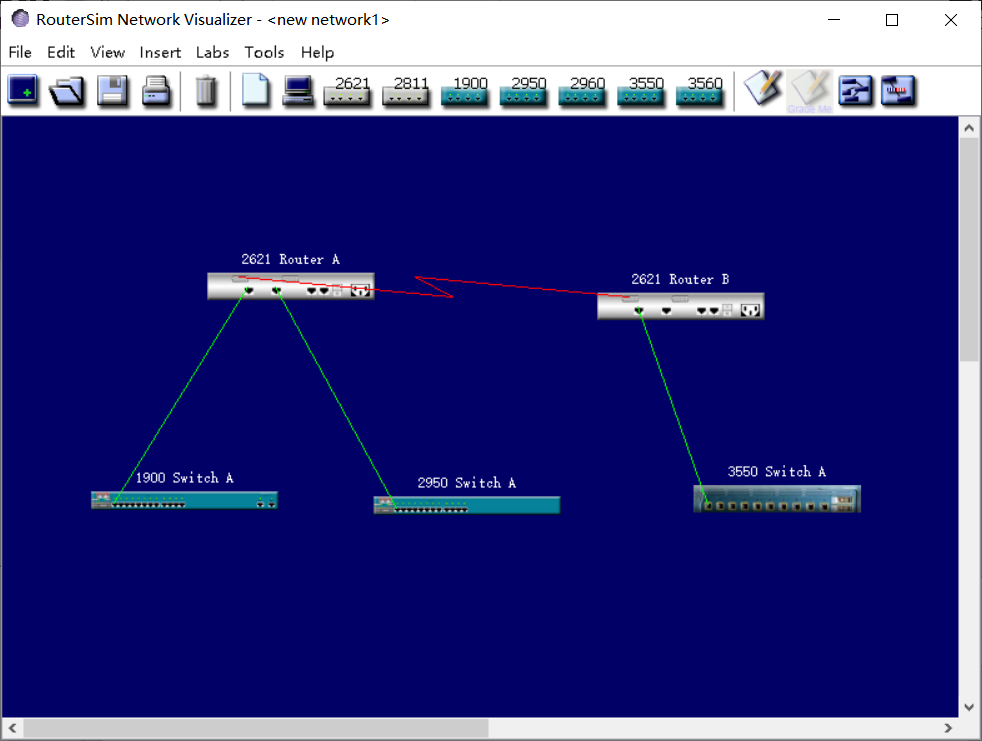 RouterSim Network Visualizer - <new network1>
File Edit View Insert Labs Tools Help
2621 2811 1900 2950 2960 3550 3560
Grade Me
2621 Router A
2621 Router B
1900 Switch A
2950 Switch A
3550 Switch A